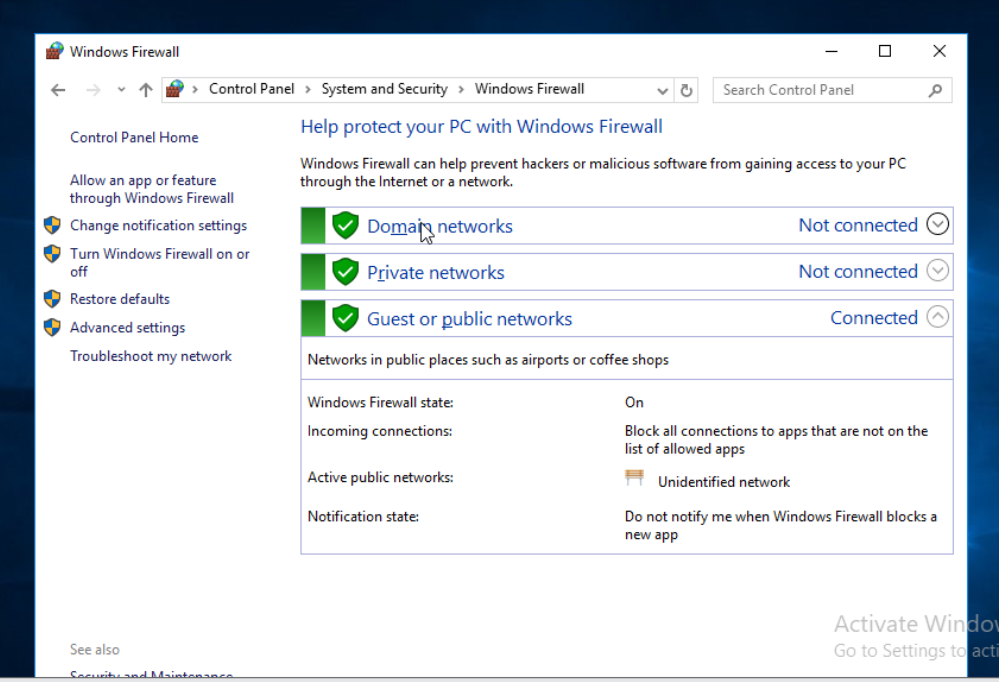 Windows Firewall
Control Panel > System and Security > Windows Firewall
Search Control Panel
Control Panel Home
Allow an app or feature
through Windows Firewall
Change notification settings
Turn Windows Firewall on or
off
Restore defaults
Advanced settings
Troubleshoot my network
See also
Security and Maintenance
Help protect your PC with Windows Firewall
Windows Firewall can help prevent hackers or malicious software from gaining access to your PC
through the Internet or a network.
Domain networks Not connected
Private networks Not connected
Guest or public networks Connected
Networks in public places such as airports or coffee shops
Windows Firewall state: On
Incoming connections: Block all connections to apps that are not on the
list of allowed apps
Active public networks: Unidentified network
Notification state: Do not notify me when Windows Firewall blocks a
new app
Activate Window
Go to Settings to acti